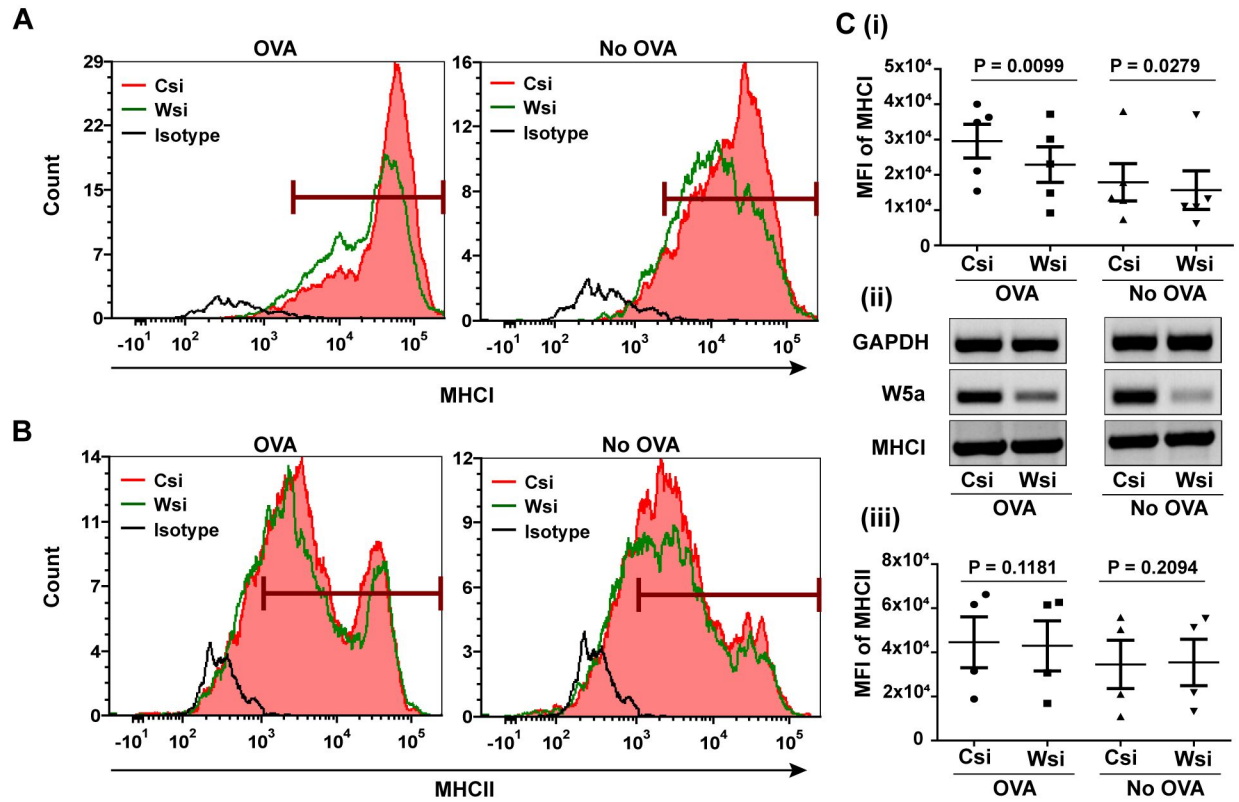 A
OVA
29
22
15
7
0
Count
Csi
Wsi
Isotype
-10¹ 10² 10³ 10⁴ 10⁵
No OVA
16
12
8
4
0
Csi
Wsi
Isotype
-10¹ 10² 10³ 10⁴ 10⁵
MHCI
B
OVA
14
11
7
4
0
Count
Csi
Wsi
Isotype
-10¹ 10² 10³ 10⁴ 10⁵
No OVA
12
9
6
3
0
Csi
Wsi
Isotype
-10¹ 10² 10³ 10⁴ 10⁵
MHCII
C (i)
P = 0.0099 P = 0.0279
5x10⁴
4x10⁴
3x10⁴
2x10⁴
1x10⁴
0
MFI of MHCI
Csi Wsi Csi Wsi
OVA No OVA
(ii)
GAPDH
W5a
MHCI
Csi Wsi Csi Wsi
OVA No OVA
(iii)
P = 0.1181 P = 0.2094
8x10⁴
6x10⁴
4x10⁴
2x10⁴
0
MFI of MHCII
Csi Wsi Csi Wsi
OVA No OVA